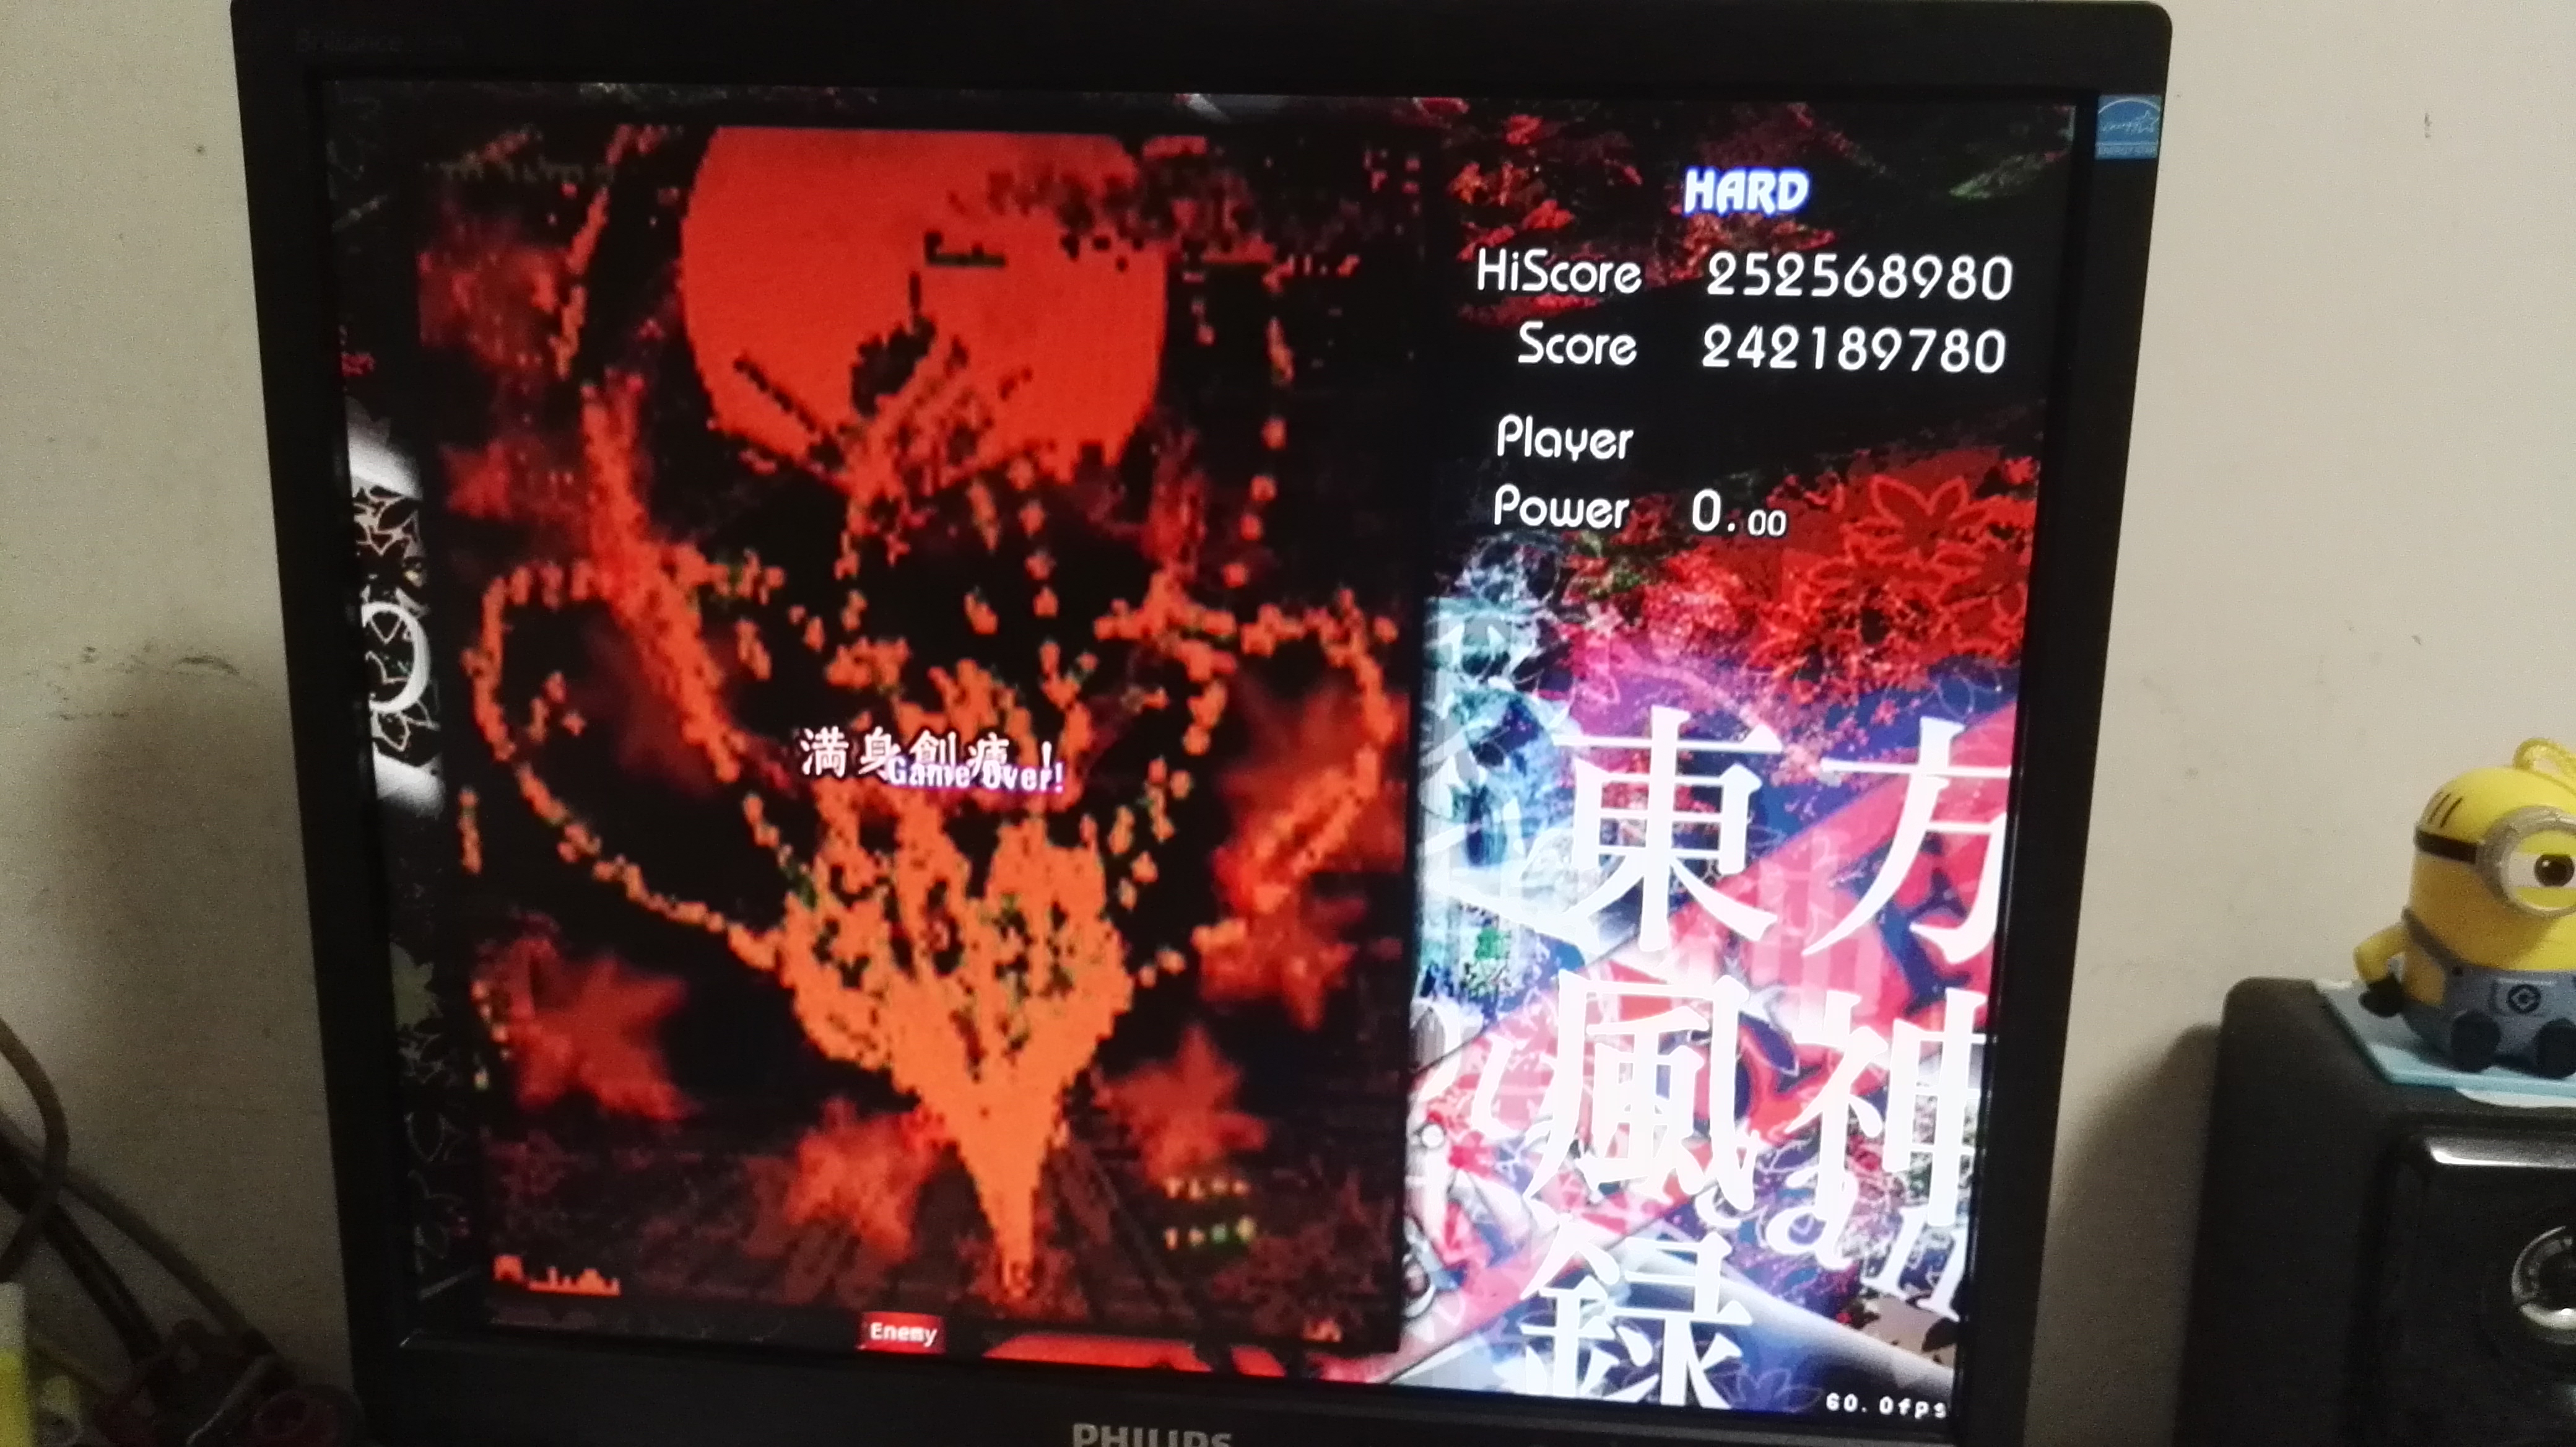 Brilliance
HARD
HiScore 252568980
Score 242189780
Player
Power 0.00
満身創痍!
Game Over!
東方
風神
録
Enemy
60.0fps
PHILIPS